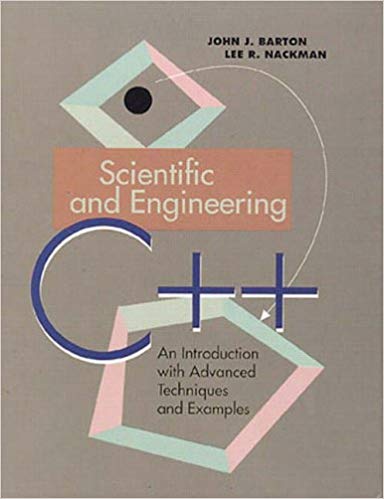 JOHN J. BARTON
LEE R. NACKMAN
Scientific
and Engineering
C++
An Introduction
with Advanced
Techniques
and Examples